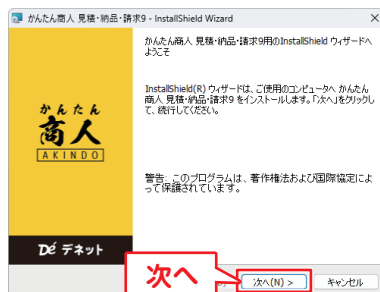 かんたん商人 見積・納品・請求9 - InstallShield Wizard
かんたん商人 見積・納品・請求9用のInstallShield ウィザードへ
ようこそ
InstallShield(R) ウィザードは、ご使用のコンピュータへ かんたん
商人 見積・納品・請求9 をインストールします。「次へ」をクリックし
て、続行してください。
警告: このプログラムは、著作権法および国際協定によ
って保護されています。
かんたん
商人
AKINDO
Dé デネット
次へ
次へ(N) >
キャンセル